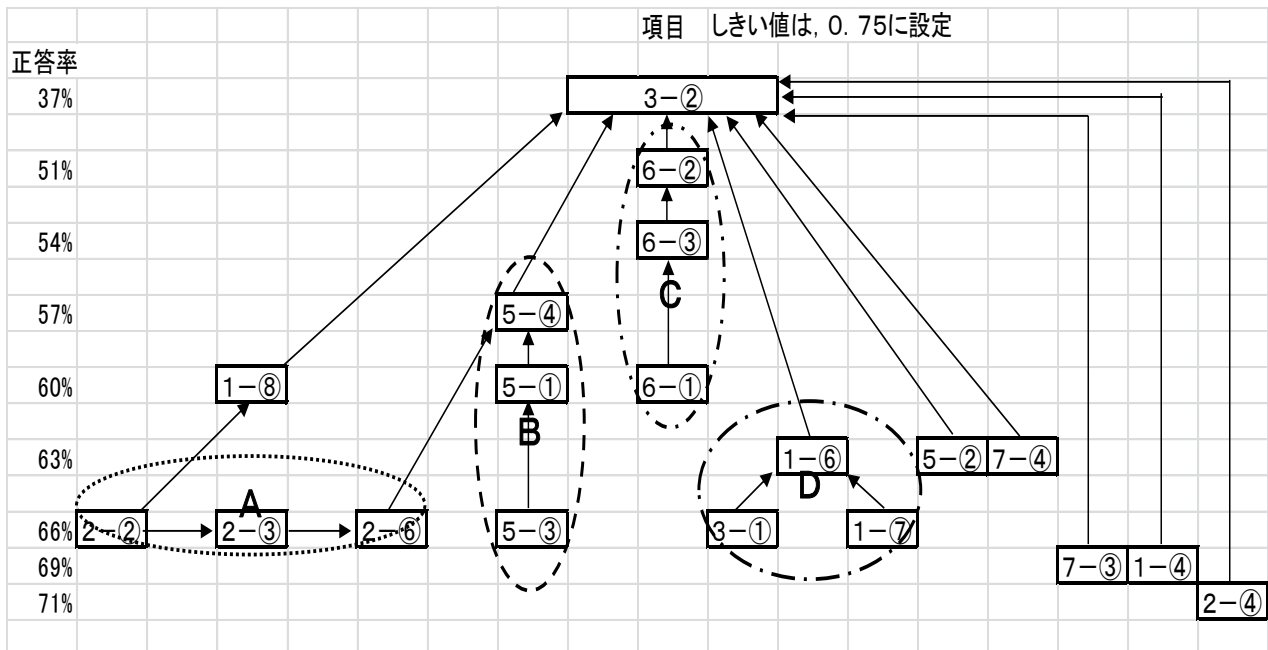 項目 しきい値は,0.75に設定
正答率
37% 3-②
51% 6-②
54% 6-③
C
57% 5-④
60% 1-⑧ 5-① 6-①
B
63% 1-⑥ 5-② 7-④
D
A
66% 2-② 2-③ 2-⑥ 5-③ 3-① 1-⑦
69% 7-③ 1-④
71% 2-④